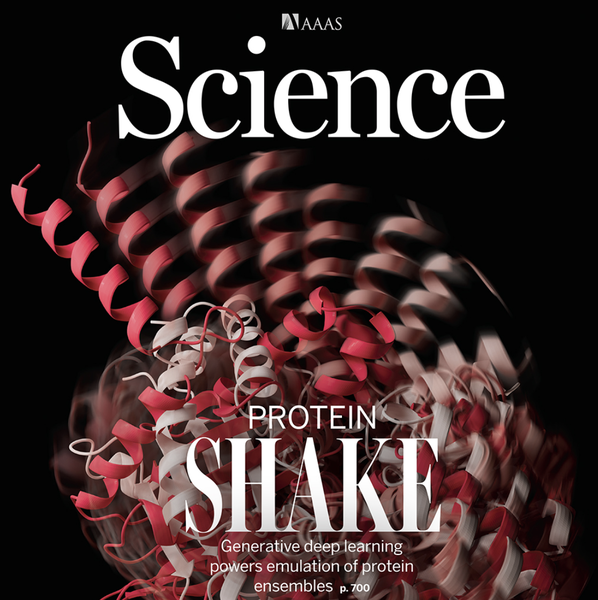 AAAS
Science
PROTEIN
SHAKE
Generative deep learning
powers emulation of protein
ensembles p. 700